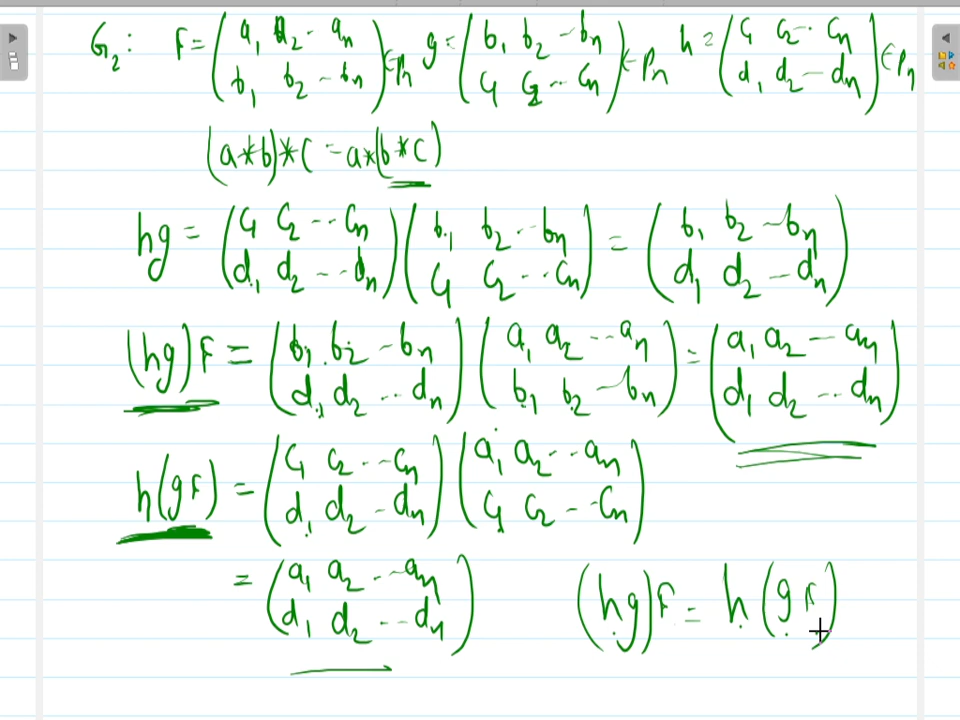 G₂: F = (a₁ a₂ - aₙ / b₁ b₂ -- bₙ) ∈ Pₙ g = (b₁ b₂ -- bₙ / c₁ c₂ -- cₙ) ∈ Pₙ h = (c₁ c₂ -- cₙ / d₁ d₂ -- dₙ) ∈ Pₙ
(a*b)*c = a*(b*c)
hg = (c₁ c₂ -- cₙ / d₁ d₂ -- dₙ) (b₁ b₂ -- bₙ / c₁ c₂ -- cₙ) = (b₁ b₂ -- bₙ / d₁ d₂ -- dₙ)
(hg)F = (b₁ b₂ -- bₙ / d₁ d₂ -- dₙ) (a₁ a₂ -- aₙ / b₁ b₂ -- bₙ) = (a₁ a₂ -- aₙ / d₁ d₂ -- dₙ)
h(gF) = (c₁ c₂ -- cₙ / d₁ d₂ -- dₙ) (a₁ a₂ -- aₙ / c₁ c₂ -- cₙ)
= (a₁ a₂ -- aₙ / d₁ d₂ -- dₙ) (hg)F = h(gF)